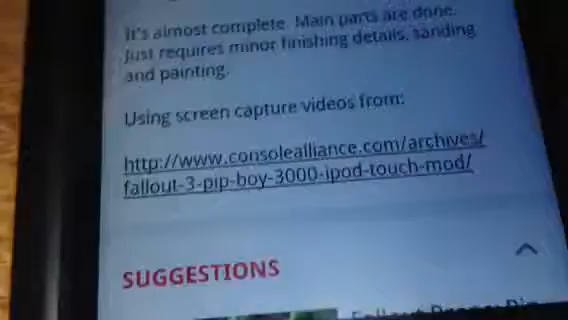 It's almost complete. Main parts are done.
Just requires minor finishing details, sanding
and painting.
Using screen capture videos from:
http://www.consolealliance.com/archives/
fallout-3-pip-boy-3000-ipod-touch-mod/
SUGGESTIONS